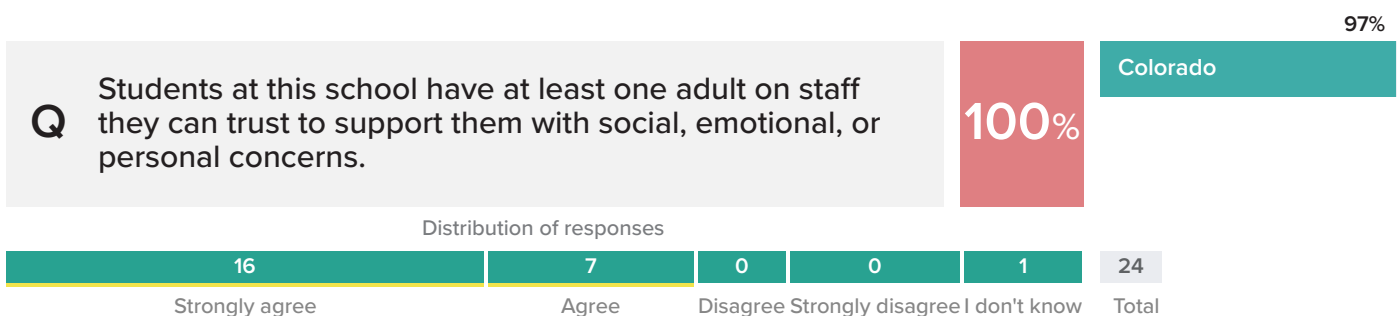 97%
Q
Students at this school have at least one adult on staff
they can trust to support them with social, emotional, or
personal concerns.
100%
Colorado
Distribution of responses
16 7 0 0 1 24
Strongly agree Agree Disagree Strongly disagree I don't know Total